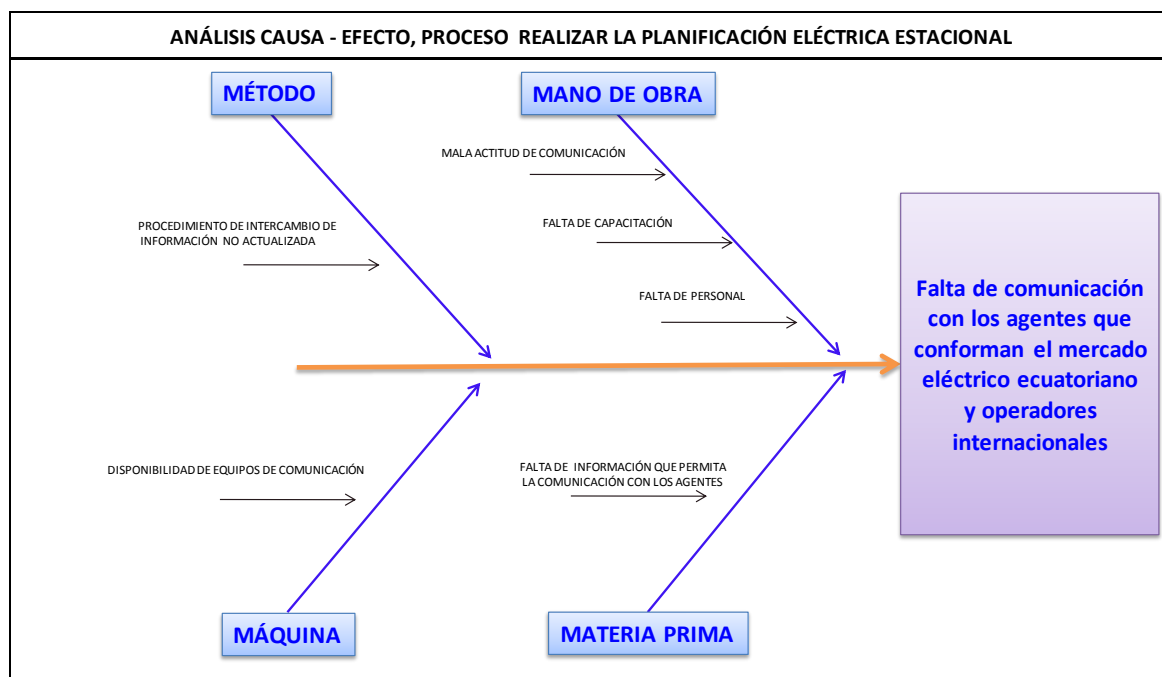 ANÁLISIS CAUSA - EFECTO, PROCESO REALIZAR LA PLANIFICACIÓN ELÉCTRICA ESTACIONAL
MÉTODO
MANO DE OBRA
MALA ACTITUD DE COMUNICACIÓN
PROCEDIMIENTO DE INTERCAMBIO DE
INFORMACIÓN NO ACTUALIZADA
FALTA DE CAPACITACIÓN
FALTA DE PERSONAL
Falta de comunicación
con los agentes que
conforman el mercado
eléctrico ecuatoriano
y operadores
internacionales
DISPONIBILIDAD DE EQUIPOS DE COMUNICACIÓN
FALTA DE INFORMACIÓN QUE PERMITA
LA COMUNICACIÓN CON LOS AGENTES
MÁQUINA
MATERIA PRIMA